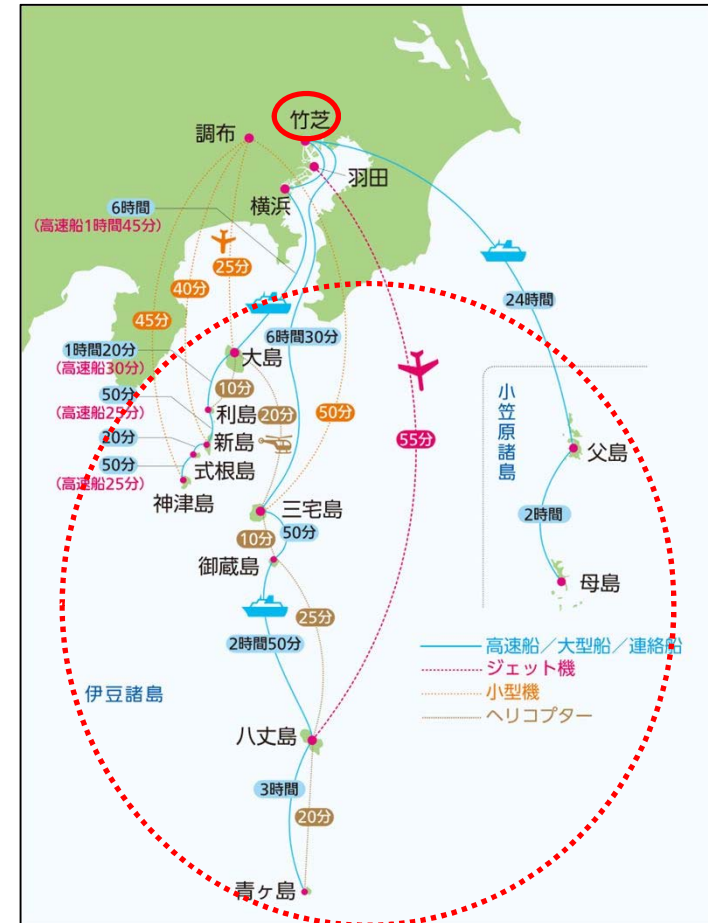 竹芝
調布
羽田
横浜
6時間
(高速船1時間45分)
25分
40分
45分
24時間
6時間30分
1時間20分
(高速船30分)
大島
10分
50分
(高速船25分)
利島
20分
50分
55分
小笠原諸島
父島
20分
新島
50分
(高速船25分)
式根島
神津島
三宅島
50分
2時間
10分
御蔵島
母島
25分
2時間50分
高速船/大型船/連絡船
ジェット機
小型機
ヘリコプター
伊豆諸島
八丈島
3時間
20分
青ヶ島